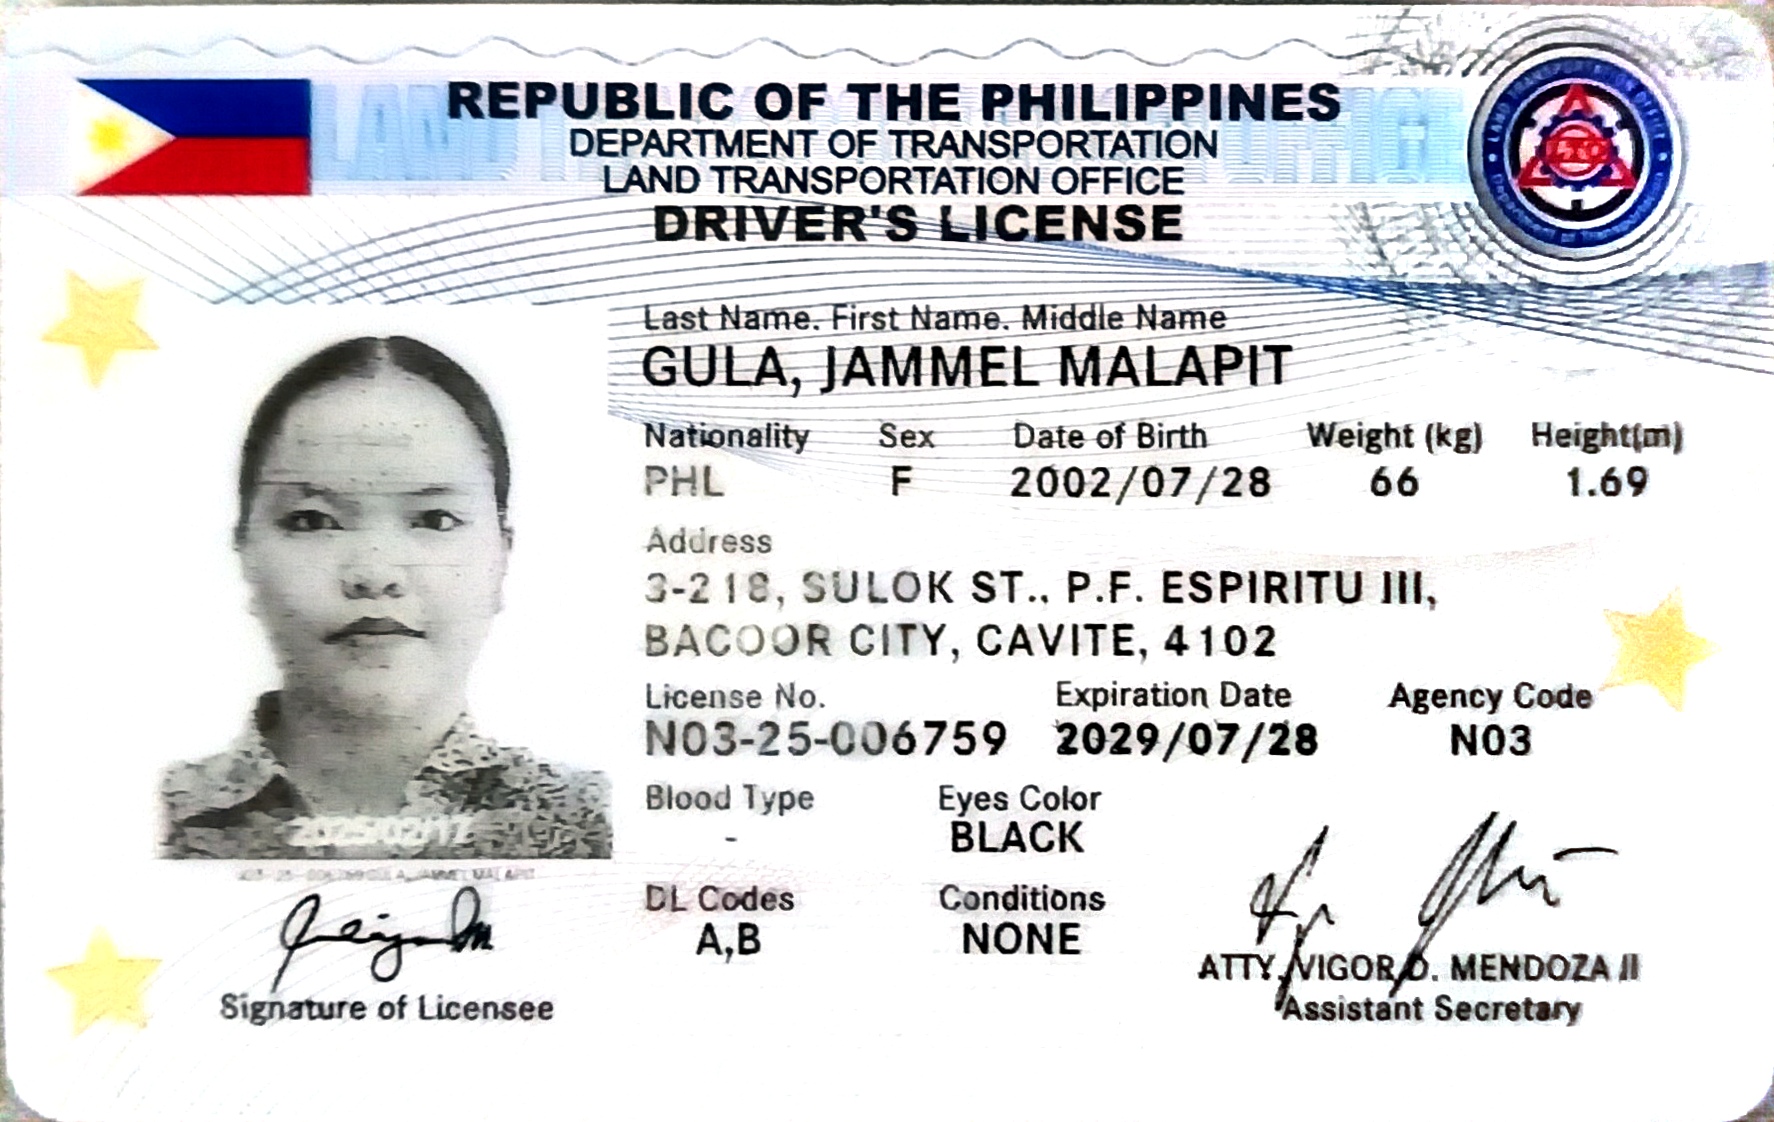 REPUBLIC OF THE PHILIPPINES
DEPARTMENT OF TRANSPORTATION
LAND TRANSPORTATION OFFICE
DRIVER'S LICENSE
Last Name. First Name. Middle Name
GULA, JAMMEL MALAPIT
Nationality Sex Date of Birth Weight (kg) Height(m)
PHL F 2002/07/28 66 1.69
Address
3-218, SULOK ST., P.F. ESPIRITU III,
BACOOR CITY, CAVITE, 4102
License No. Expiration Date Agency Code
N03-25-006759 2029/07/28 N03
Blood Type Eyes Color
- BLACK
DL Codes Conditions
A,B NONE
2025/02/17
Signature of Licensee
ATTY. VIGOR D. MENDOZA II
Assistant Secretary